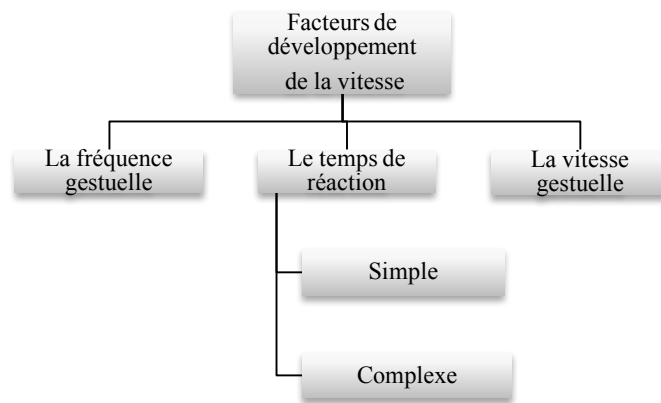 Facteurs de
développement
de la vitesse
La fréquence
gestuelle
Le temps de
réaction
La vitesse
gestuelle
Simple
Complexe